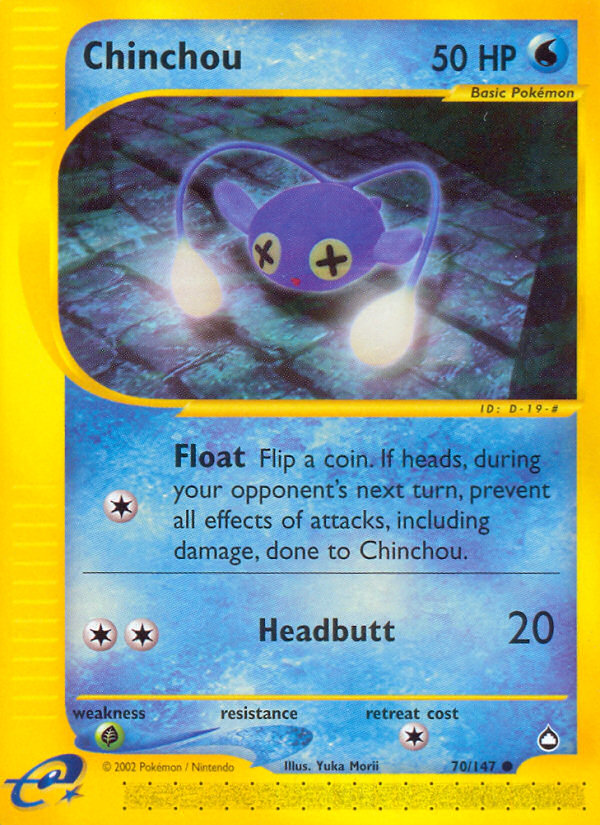 Chinchou 50 HP
Basic Pokémon
ID: D-19-#
Float Flip a coin. If heads, during
your opponent's next turn, prevent
all effects of attacks, including
damage, done to Chinchou.
Headbutt 20
weakness resistance retreat cost
© 2002 Pokémon / Nintendo Illus. Yuka Morii 70/147
e